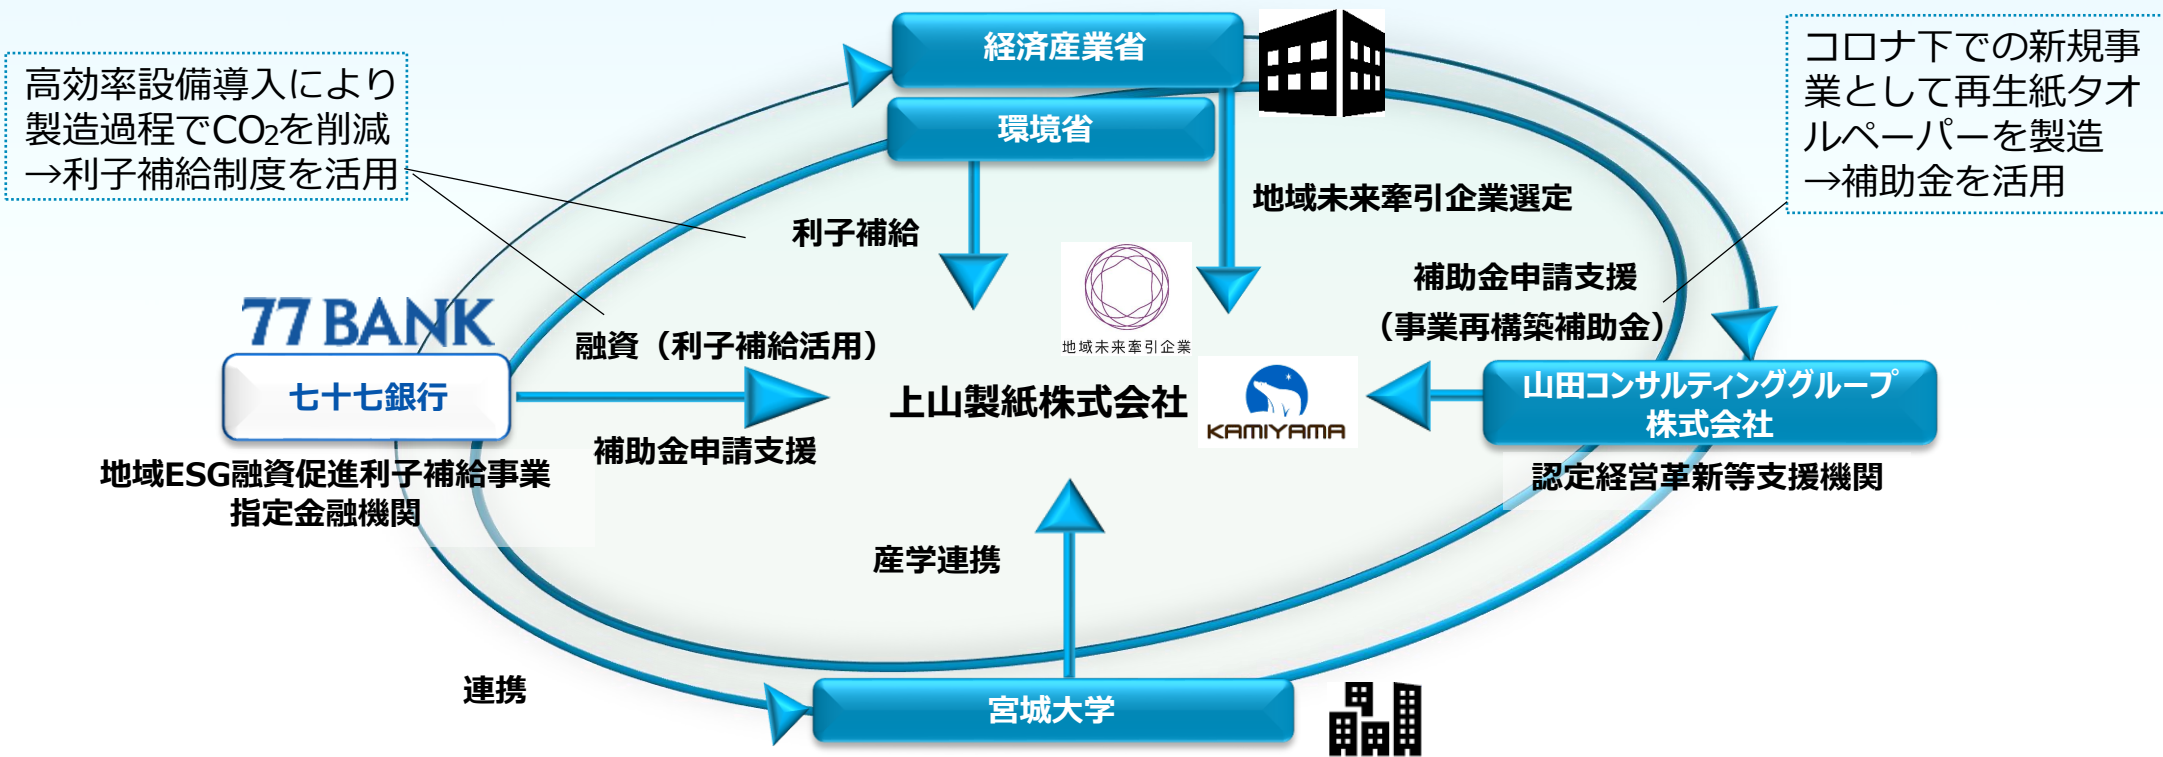 経済産業省
環境省
高効率設備導入により
製造過程でCO₂を削減
→利子補給制度を活用
コロナ下での新規事
業として再生紙タオ
ルペーパーを製造
→補助金を活用
地域未来牽引企業選定
利子補給
補助金申請支援
（事業再構築補助金）
77 BANK
七十七銀行
融資（利子補給活用）
補助金申請支援
地域未来牽引企業
上山製紙株式会社
KAMIYAMA
山田コンサルティンググループ
株式会社
認定経営革新等支援機関
地域ESG融資促進利子補給事業
指定金融機関
産学連携
連携
宮城大学